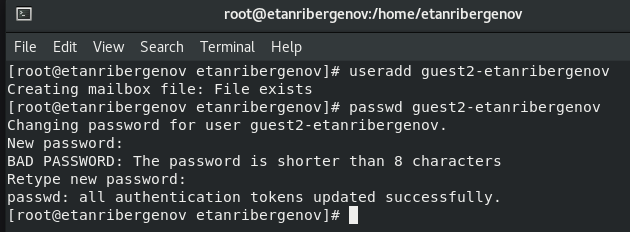 root@etanribergenov:/home/etanribergenov
File Edit View Search Terminal Help
[root@etanribergenov etanribergenov]# useradd guest2-etanribergenov
Creating mailbox file: File exists
[root@etanribergenov etanribergenov]# passwd guest2-etanribergenov
Changing password for user guest2-etanribergenov.
New password:
BAD PASSWORD: The password is shorter than 8 characters
Retype new password:
passwd: all authentication tokens updated successfully.
[root@etanribergenov etanribergenov]#